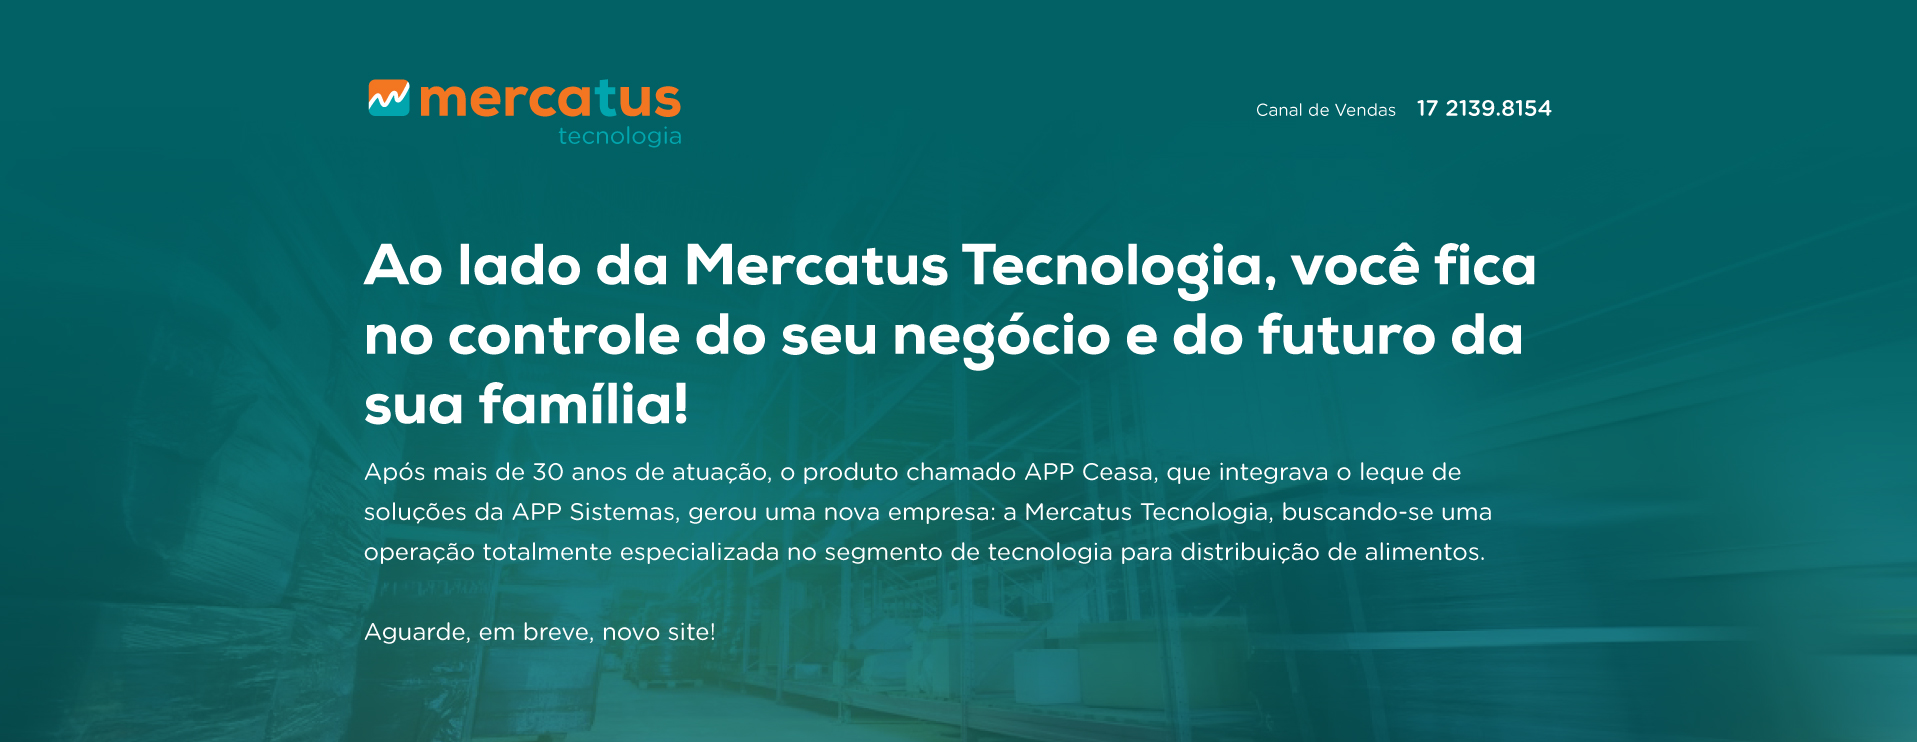 mercatus
tecnologia
Canal de Vendas 17 2139.8154
Ao lado da Mercatus Tecnologia, você fica
no controle do seu negócio e do futuro da
sua família!
Após mais de 30 anos de atuação, o produto chamado APP Ceasa, que integrava o leque de
soluções da APP Sistemas, gerou uma nova empresa: a Mercatus Tecnologia, buscando-se uma
operação totalmente especializada no segmento de tecnologia para distribuição de alimentos.
Aguarde, em breve, novo site!